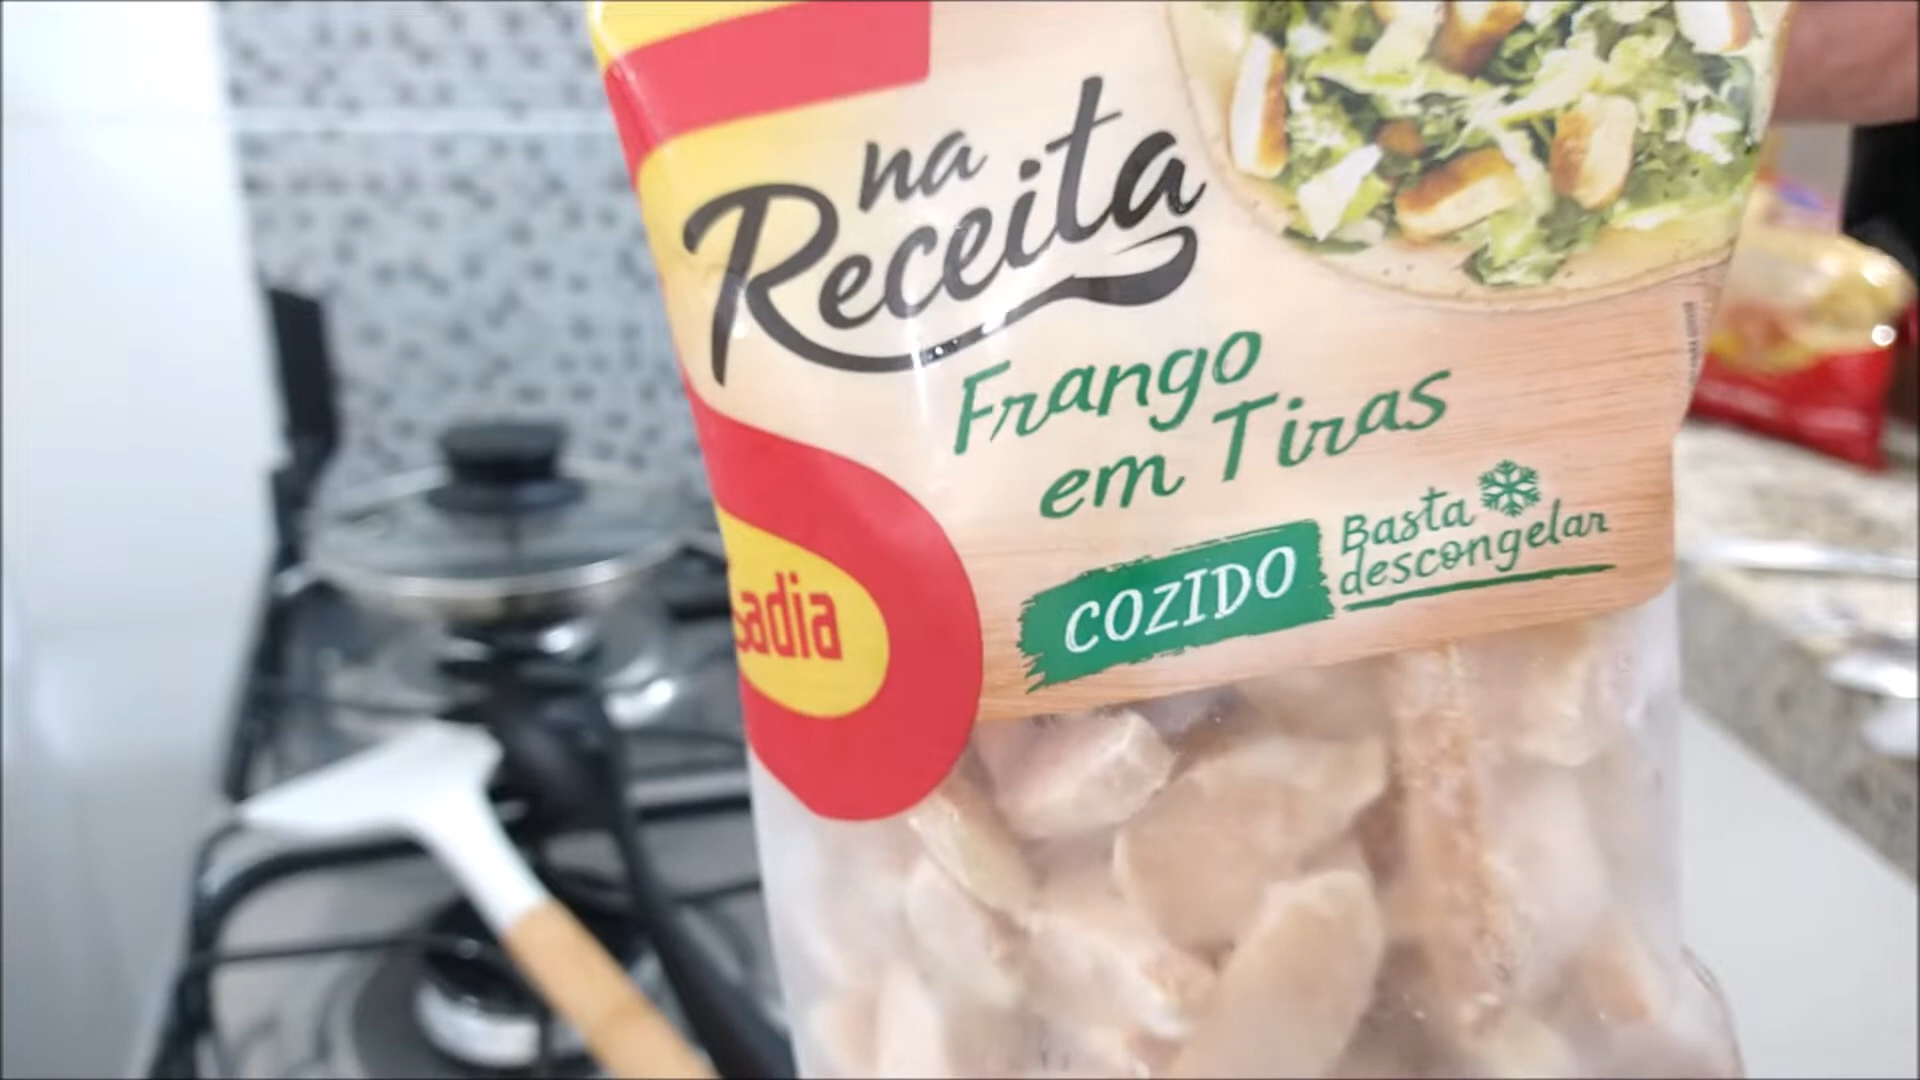 na
Receita
Frango
em Tiras
COZIDO
Basta
descongelar
Sadia